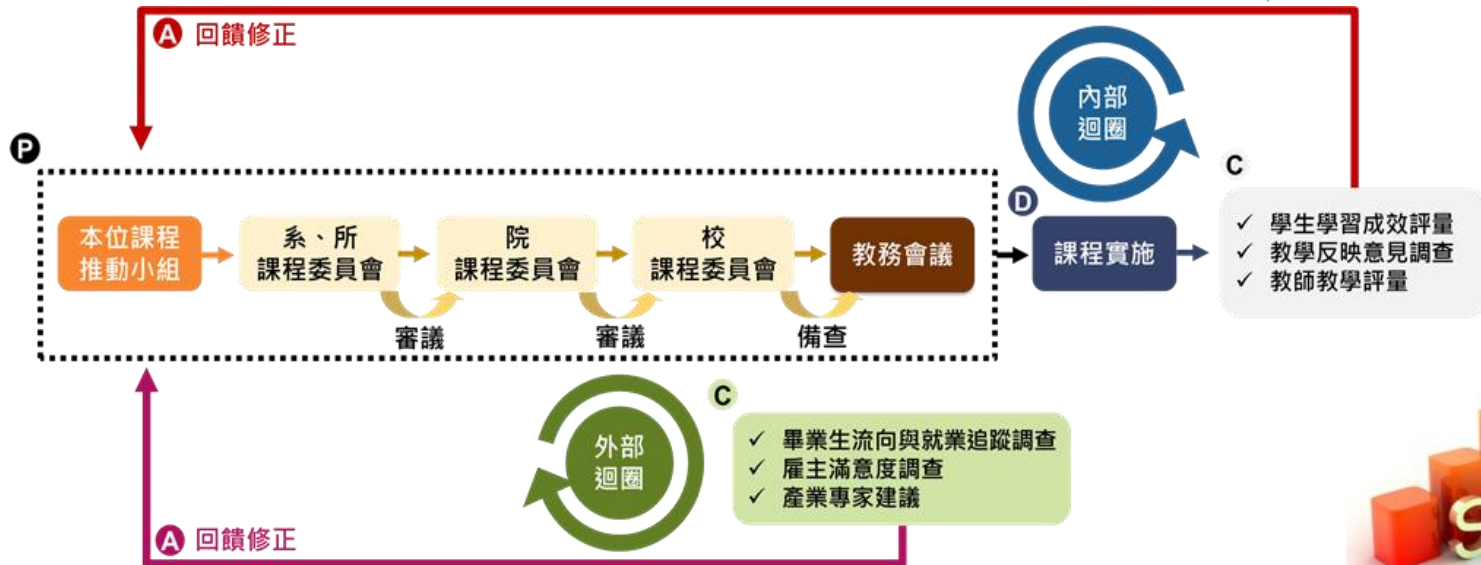 A 回饋修正
內部
迴圈
P
C
D
本位課程
推動小組
系、所
課程委員會
院
課程委員會
校
課程委員會
教務會議
課程實施
✓ 學生學習成效評量
✓ 教學反映意見調查
✓ 教師教學評量
審議
審議
備查
C
外部
迴圈
✓ 畢業生流向與就業追蹤調查
✓ 雇主滿意度調查
✓ 產業專家建議
A 回饋修正
S